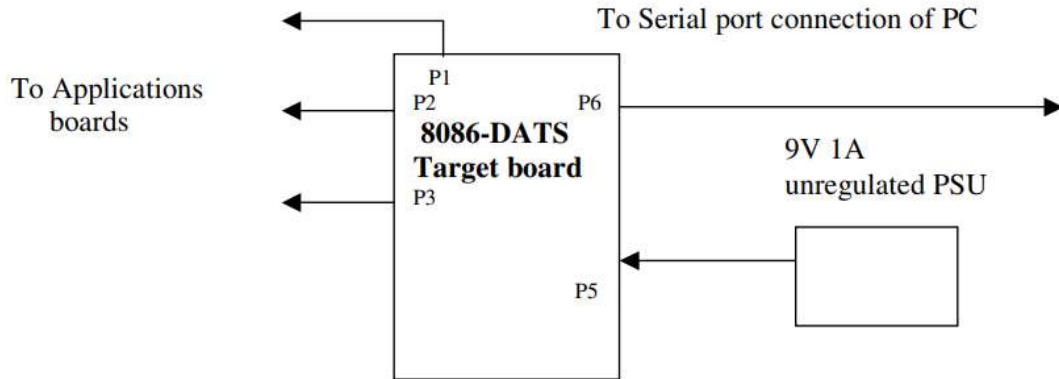 To Serial port connection of PC
To Applications
boards
P1
P2
P6
8086-DATS
Target board
P3
9V 1A
unregulated PSU
P5